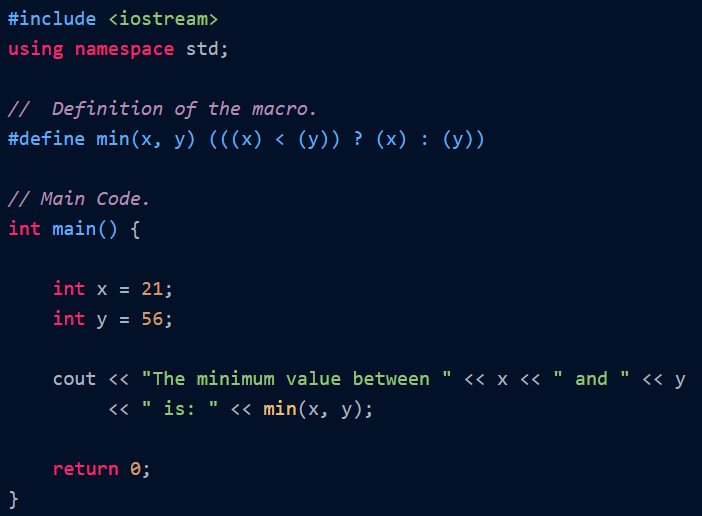 #include <iostream>
using namespace std;

//  Definition of the macro.
#define min(x, y) (((x) < (y)) ? (x) : (y))

// Main Code.
int main() {

    int x = 21;
    int y = 56;

    cout << "The minimum value between " << x << " and " << y
         << " is: " << min(x, y);

    return 0;
}